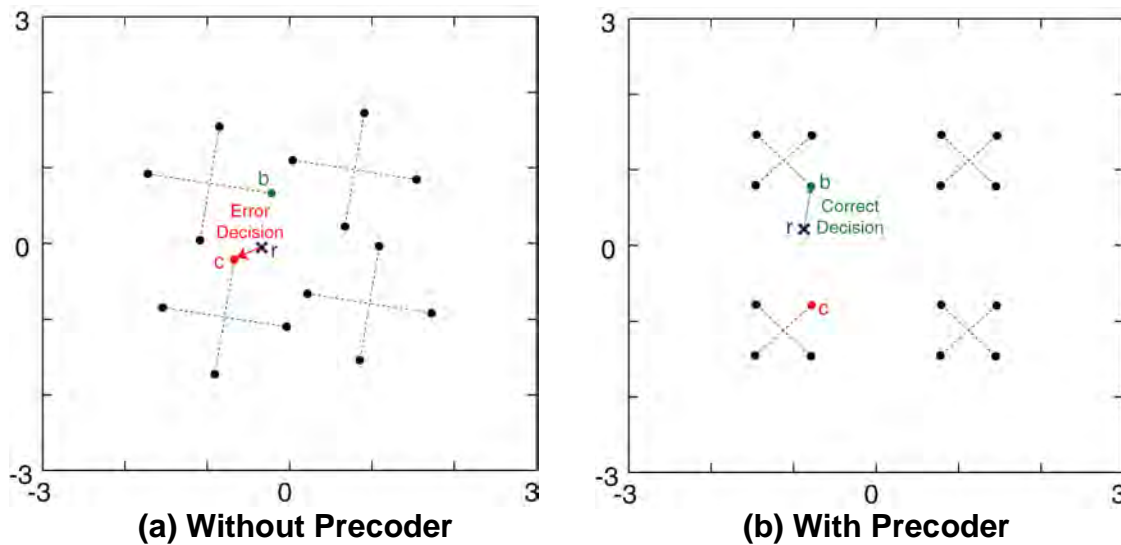 3
b
Error
Decision
r
c
0
-3
-3
0
3
(a) Without Precoder
3
b
Correct
Decision
r
c
0
-3
-3
0
3
(b) With Precoder